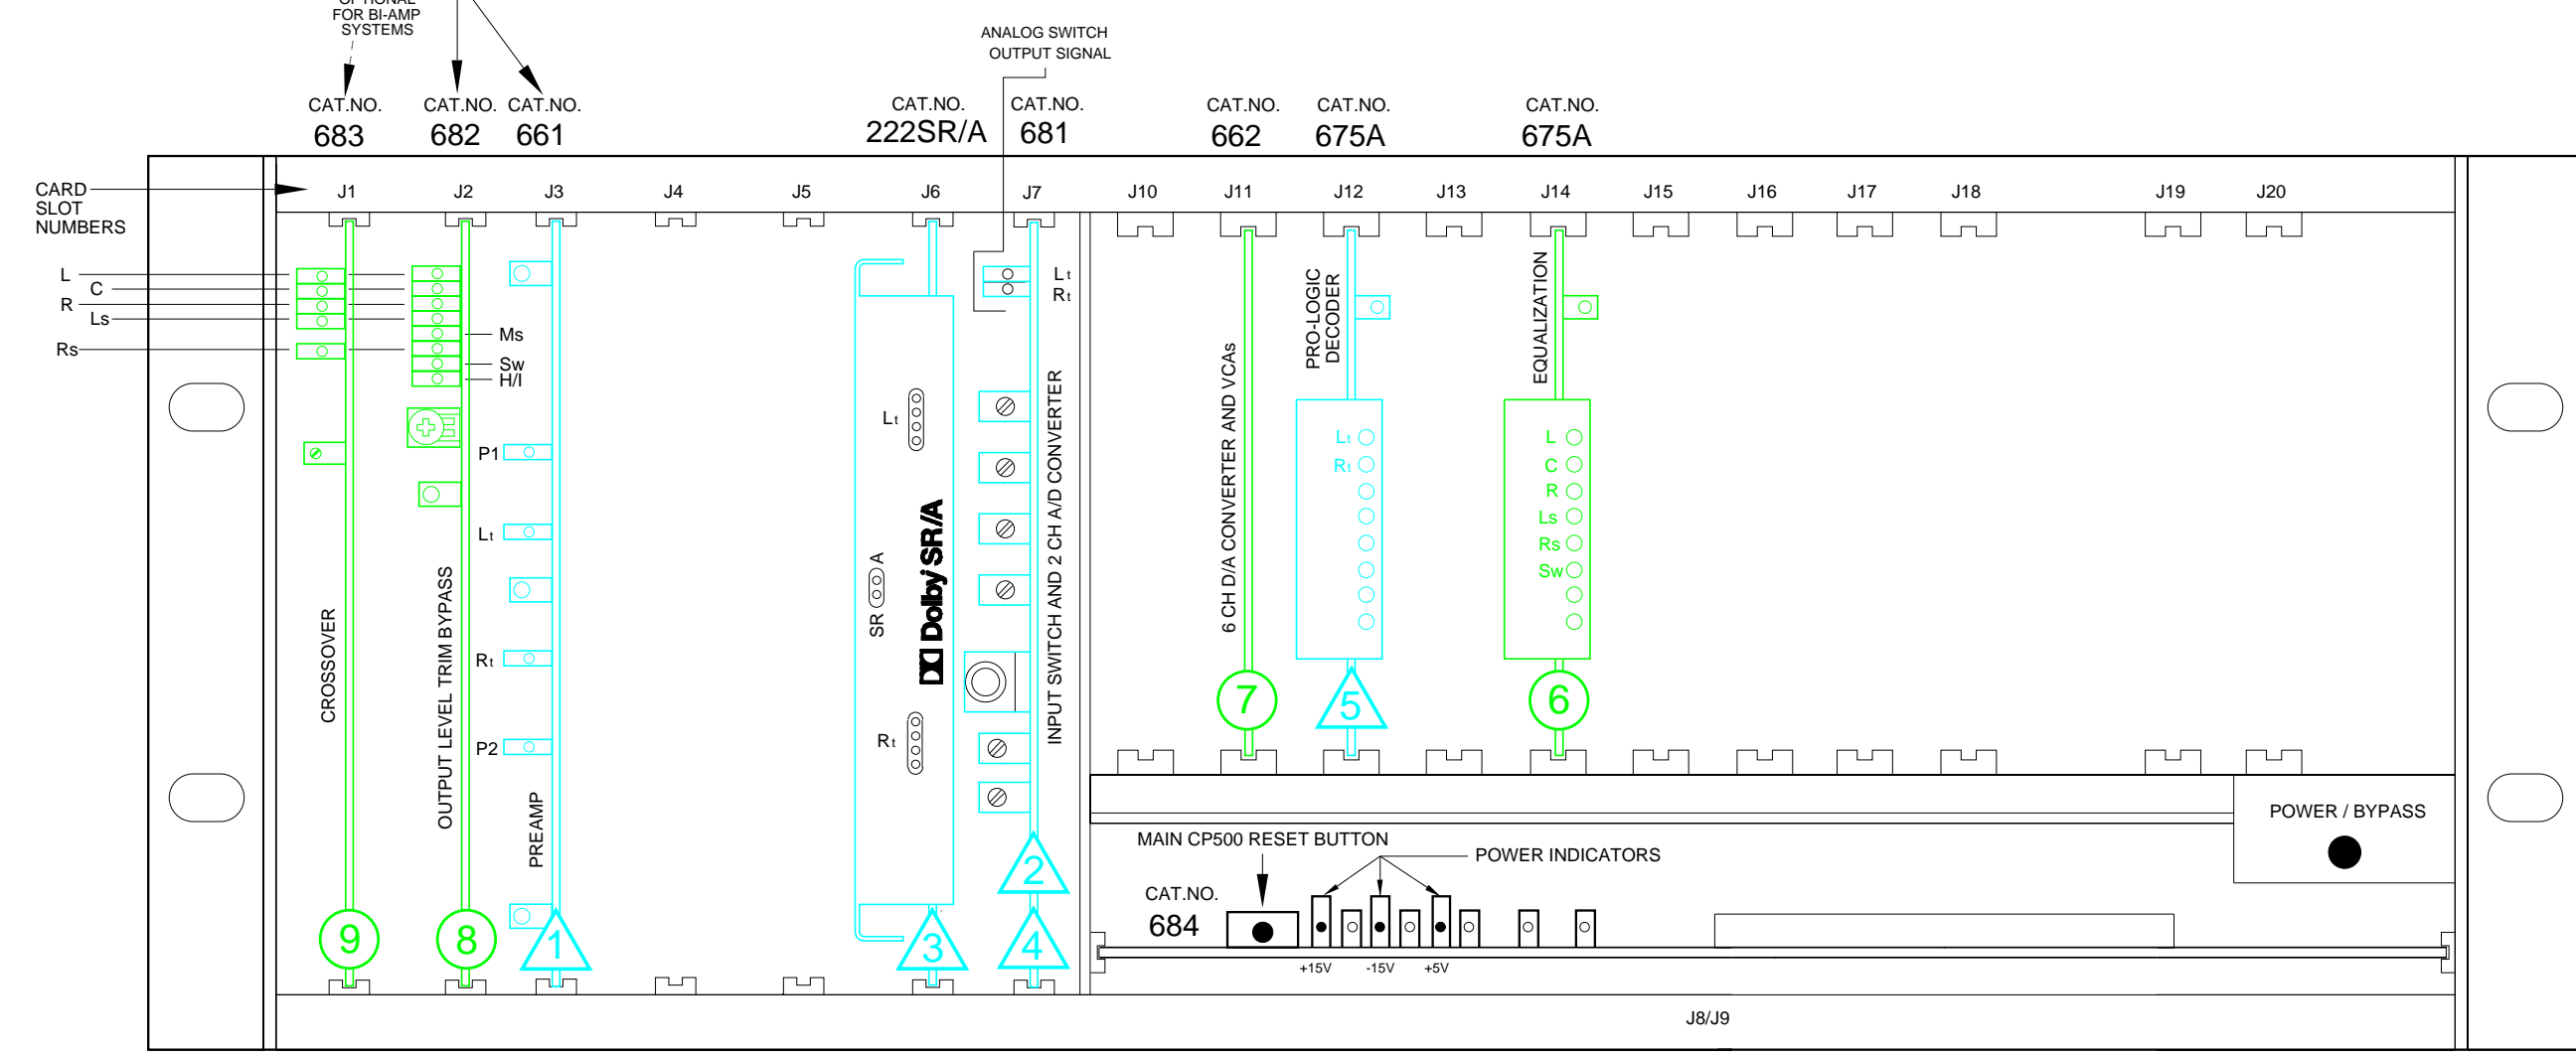 OPTIONAL
FOR BI-AMP
SYSTEMS
ANALOG SWITCH
OUTPUT SIGNAL
CAT.NO.
683
CAT.NO.
682
CAT.NO.
661
CAT.NO.
222SR/A
CAT.NO.
681
CAT.NO.
662
CAT.NO.
675A
CAT.NO.
675A
CARD
SLOT
NUMBERS
J1 J2 J3 J4 J5 J6 J7 J10 J11 J12 J13 J14 J15 J16 J17 J18 J19 J20
L
C
R
Ls
Rs
Ms
Sw
H/I
CROSSOVER
9
OUTPUT LEVEL TRIM BYPASS
8
P1
Lt
Rt
P2
PREAMP
1
Lt
SR A
Dolby SR/A
Rt
3
Lt
Rt
INPUT SWITCH AND 2 CH A/D CONVERTER
2
4
6 CH D/A CONVERTER AND VCAs
7
PRO-LOGIC
DECODER
Lt
Rt
5
EQUALIZATION
L
C
R
Ls
Rs
Sw
6
POWER / BYPASS
MAIN CP500 RESET BUTTON
POWER INDICATORS
CAT.NO.
684
+15V -15V +5V
J8/J9